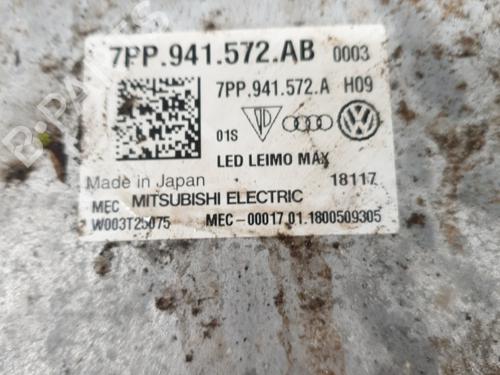 7PP.941.572.AB 0003
7PP.941.572.A H09
01S
LED LEIMO MAX
Made in Japan 18117
MEC MITSUBISHI ELECTRIC
W003T25075 MEC-00017.01.1800509305